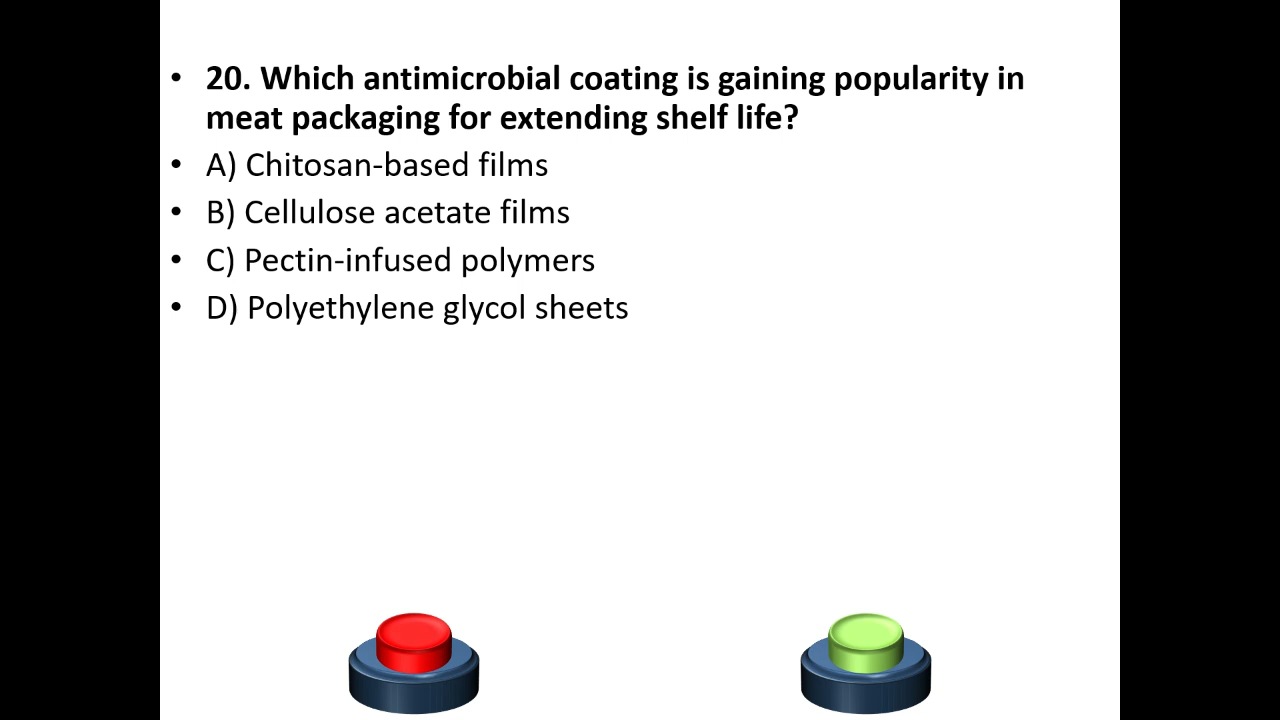 • 20. Which antimicrobial coating is gaining popularity in
meat packaging for extending shelf life?
• A) Chitosan-based films
• B) Cellulose acetate films
• C) Pectin-infused polymers
• D) Polyethylene glycol sheets